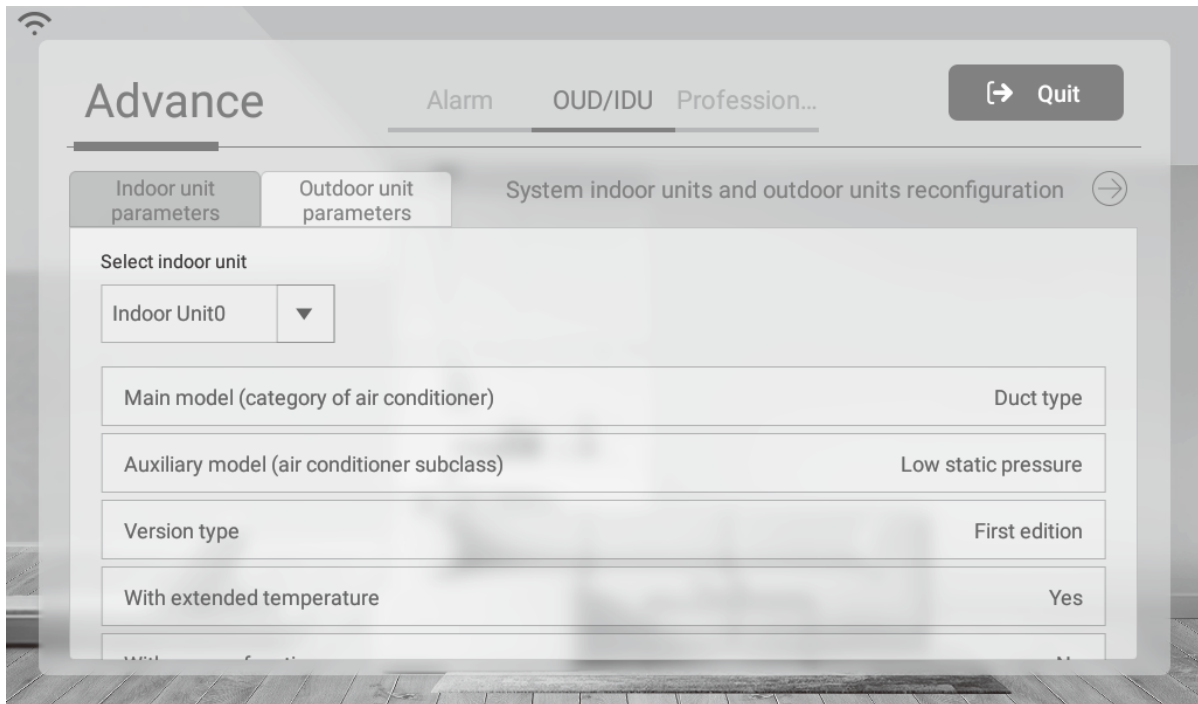 Advance
Alarm
OUD/IDU
Profession...
Quit
Indoor unit
parameters
Outdoor unit
parameters
System indoor units and outdoor units reconfiguration
Select indoor unit
Indoor Unit0
Main model (category of air conditioner)
Duct type
Auxiliary model (air conditioner subclass)
Low static pressure
Version type
First edition
With extended temperature
Yes